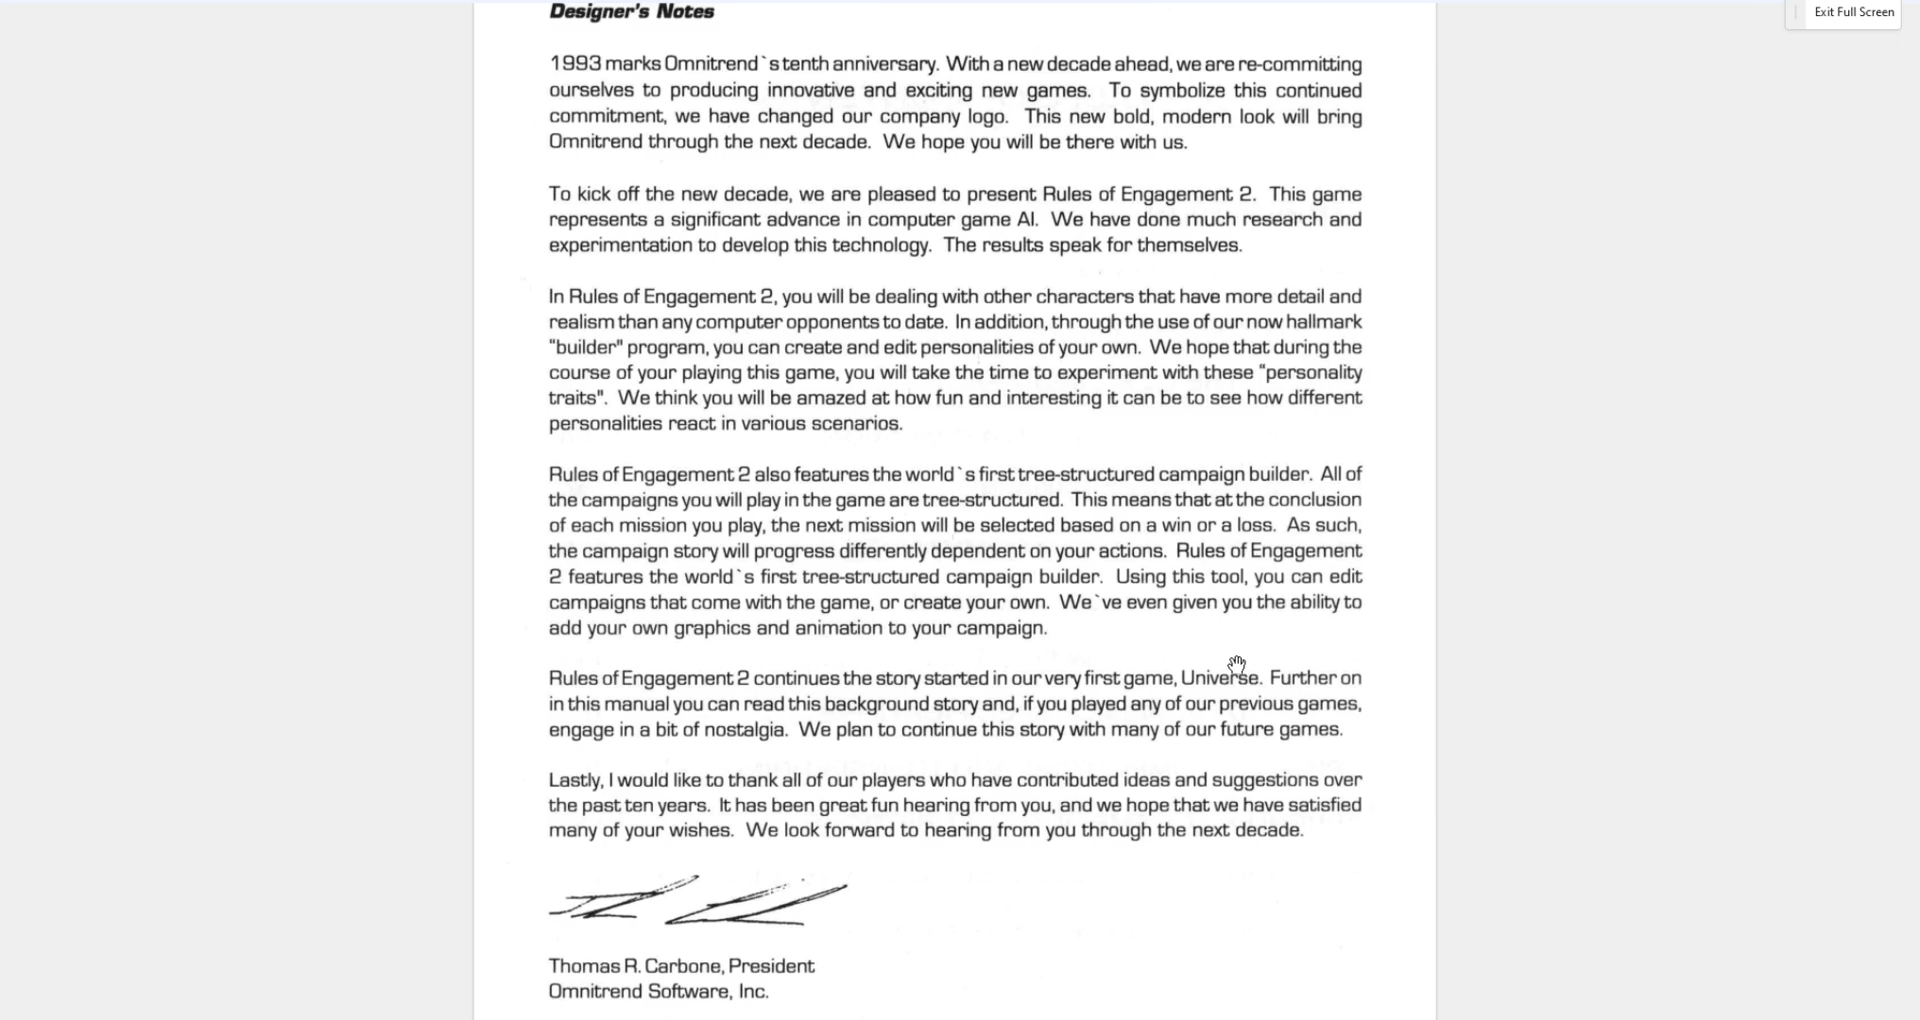 Designer's Notes
Exit Full Screen
1993 marks Omnitrend`s tenth anniversary. With a new decade ahead, we are re-committing
ourselves to producing innovative and exciting new games. To symbolize this continued
commitment, we have changed our company logo. This new bold, modern look will bring
Omnitrend through the next decade. We hope you will be there with us.
To kick off the new decade, we are pleased to present Rules of Engagement 2. This game
represents a significant advance in computer game AI. We have done much research and
experimentation to develop this technology. The results speak for themselves.
In Rules of Engagement 2, you will be dealing with other characters that have more detail and
realism than any computer opponents to date. In addition, through the use of our now hallmark
"builder" program, you can create and edit personalities of your own. We hope that during the
course of your playing this game, you will take the time to experiment with these "personality
traits". We think you will be amazed at how fun and interesting it can be to see how different
personalities react in various scenarios.
Rules of Engagement 2 also features the world`s first tree-structured campaign builder. All of
the campaigns you will play in the game are tree-structured. This means that at the conclusion
of each mission you play, the next mission will be selected based on a win or a loss. As such,
the campaign story will progress differently dependent on your actions. Rules of Engagement
2 features the world`s first tree-structured campaign builder. Using this tool, you can edit
campaigns that come with the game, or create your own. We`ve even given you the ability to
add your own graphics and animation to your campaign.
Rules of Engagement 2 continues the story started in our very first game, Universe. Further on
in this manual you can read this background story and, if you played any of our previous games,
engage in a bit of nostalgia. We plan to continue this story with many of our future games.
Lastly, I would like to thank all of our players who have contributed ideas and suggestions over
the past ten years. It has been great fun hearing from you, and we hope that we have satisfied
many of your wishes. We look forward to hearing from you through the next decade.
Thomas R. Carbone, President
Omnitrend Software, Inc.